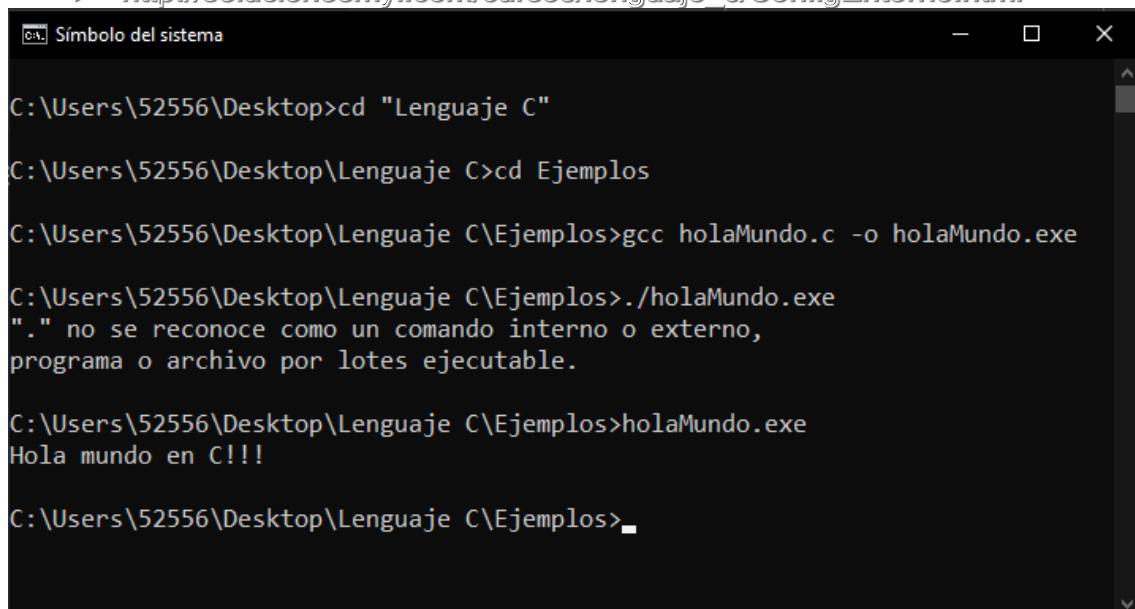 Símbolo del sistema
C:\Users\52556\Desktop>cd "Lenguaje C"
C:\Users\52556\Desktop\Lenguaje C>cd Ejemplos
C:\Users\52556\Desktop\Lenguaje C\Ejemplos>gcc holaMundo.c -o holaMundo.exe
C:\Users\52556\Desktop\Lenguaje C\Ejemplos>./holaMundo.exe
"." no se reconoce como un comando interno o externo,
programa o archivo por lotes ejecutable.
C:\Users\52556\Desktop\Lenguaje C\Ejemplos>holaMundo.exe
Hola mundo en C!!!
C:\Users\52556\Desktop\Lenguaje C\Ejemplos>